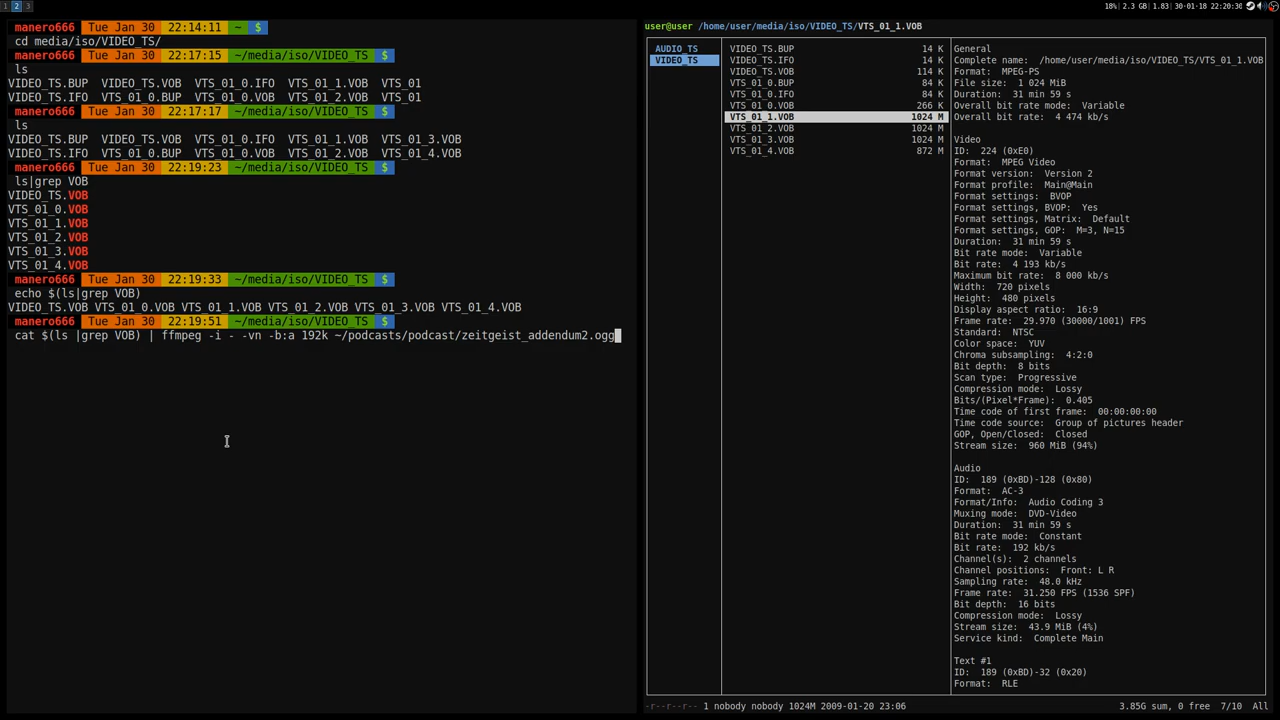 1 2 3
18% 2.3 GB 1.83 30-01-18 22:20:30
manero666 Tue Jan 30 22:14:11 ~ $
cd media/iso/VIDEO_TS/
manero666 Tue Jan 30 22:17:15 ~/media/iso/VIDEO_TS $
ls
VIDEO_TS.BUP VIDEO_TS.VOB VTS_01_0.IFO VTS_01_1.VOB VTS_01
VIDEO_TS.IFO VTS_01_0.BUP VTS_01_0.VOB VTS_01_2.VOB VTS_01
manero666 Tue Jan 30 22:17:17 ~/media/iso/VIDEO_TS $
ls
VIDEO_TS.BUP VIDEO_TS.VOB VTS_01_0.IFO VTS_01_1.VOB VTS_01_3.VOB
VIDEO_TS.IFO VTS_01_0.BUP VTS_01_0.VOB VTS_01_2.VOB VTS_01_4.VOB
manero666 Tue Jan 30 22:19:23 ~/media/iso/VIDEO_TS $
ls|grep VOB
VIDEO_TS.VOB
VTS_01_0.VOB
VTS_01_1.VOB
VTS_01_2.VOB
VTS_01_3.VOB
VTS_01_4.VOB
manero666 Tue Jan 30 22:19:33 ~/media/iso/VIDEO_TS $
echo $(ls|grep VOB)
VIDEO_TS.VOB VTS_01_0.VOB VTS_01_1.VOB VTS_01_2.VOB VTS_01_3.VOB VTS_01_4.VOB
manero666 Tue Jan 30 22:19:51 ~/media/iso/VIDEO_TS $
cat $(ls |grep VOB) | ffmpeg -i - -vn -b:a 192k ~/podcasts/podcast/zeitgeist_addendum2.ogg
user@user /home/user/media/iso/VIDEO_TS/VTS_01_1.VOB
AUDIO_TS
VIDEO_TS
VIDEO_TS.BUP 14 K
VIDEO_TS.IFO 14 K
VIDEO_TS.VOB 114 K
VTS_01_0.BUP 84 K
VTS_01_0.IFO 84 K
VTS_01_0.VOB 266 K
VTS_01_1.VOB 1024 M
VTS_01_2.VOB 1024 M
VTS_01_3.VOB 1024 M
VTS_01_4.VOB 872 M
General
Complete name: /home/user/media/iso/VIDEO_TS/VTS_01_1.VOB
Format: MPEG-PS
File size: 1 024 MiB
Duration: 31 min 59 s
Overall bit rate mode: Variable
Overall bit rate: 4 474 kb/s
Video
ID: 224 (0xE0)
Format: MPEG Video
Format version: Version 2
Format profile: Main@Main
Format settings: BVOP
Format settings, BVOP: Yes
Format settings, Matrix: Default
Format settings, GOP: M=3, N=15
Duration: 31 min 59 s
Bit rate mode: Variable
Bit rate: 4 193 kb/s
Maximum bit rate: 8 000 kb/s
Width: 720 pixels
Height: 480 pixels
Display aspect ratio: 16:9
Frame rate: 29.970 (30000/1001) FPS
Standard: NTSC
Color space: YUV
Chroma subsampling: 4:2:0
Bit depth: 8 bits
Scan type: Progressive
Compression mode: Lossy
Bits/(Pixel*Frame): 0.405
Time code of first frame: 00:00:00:00
Time code source: Group of pictures header
GOP, Open/Closed: Closed
Stream size: 960 MiB (94%)
Audio
ID: 189 (0xBD)-128 (0x80)
Format: AC-3
Format/Info: Audio Coding 3
Muxing mode: DVD-Video
Duration: 31 min 59 s
Bit rate mode: Constant
Bit rate: 192 kb/s
Channel(s): 2 channels
Channel positions: Front: L R
Sampling rate: 48.0 kHz
Frame rate: 31.250 FPS (1536 SPF)
Bit depth: 16 bits
Compression mode: Lossy
Stream size: 43.9 MiB (4%)
Service kind: Complete Main
Text #1
ID: 189 (0xBD)-32 (0x20)
Format: RLE
-r--r--r-- 1 nobody nobody 1024M 2009-01-20 23:06 3.85G sum, 0 free 7/10 All